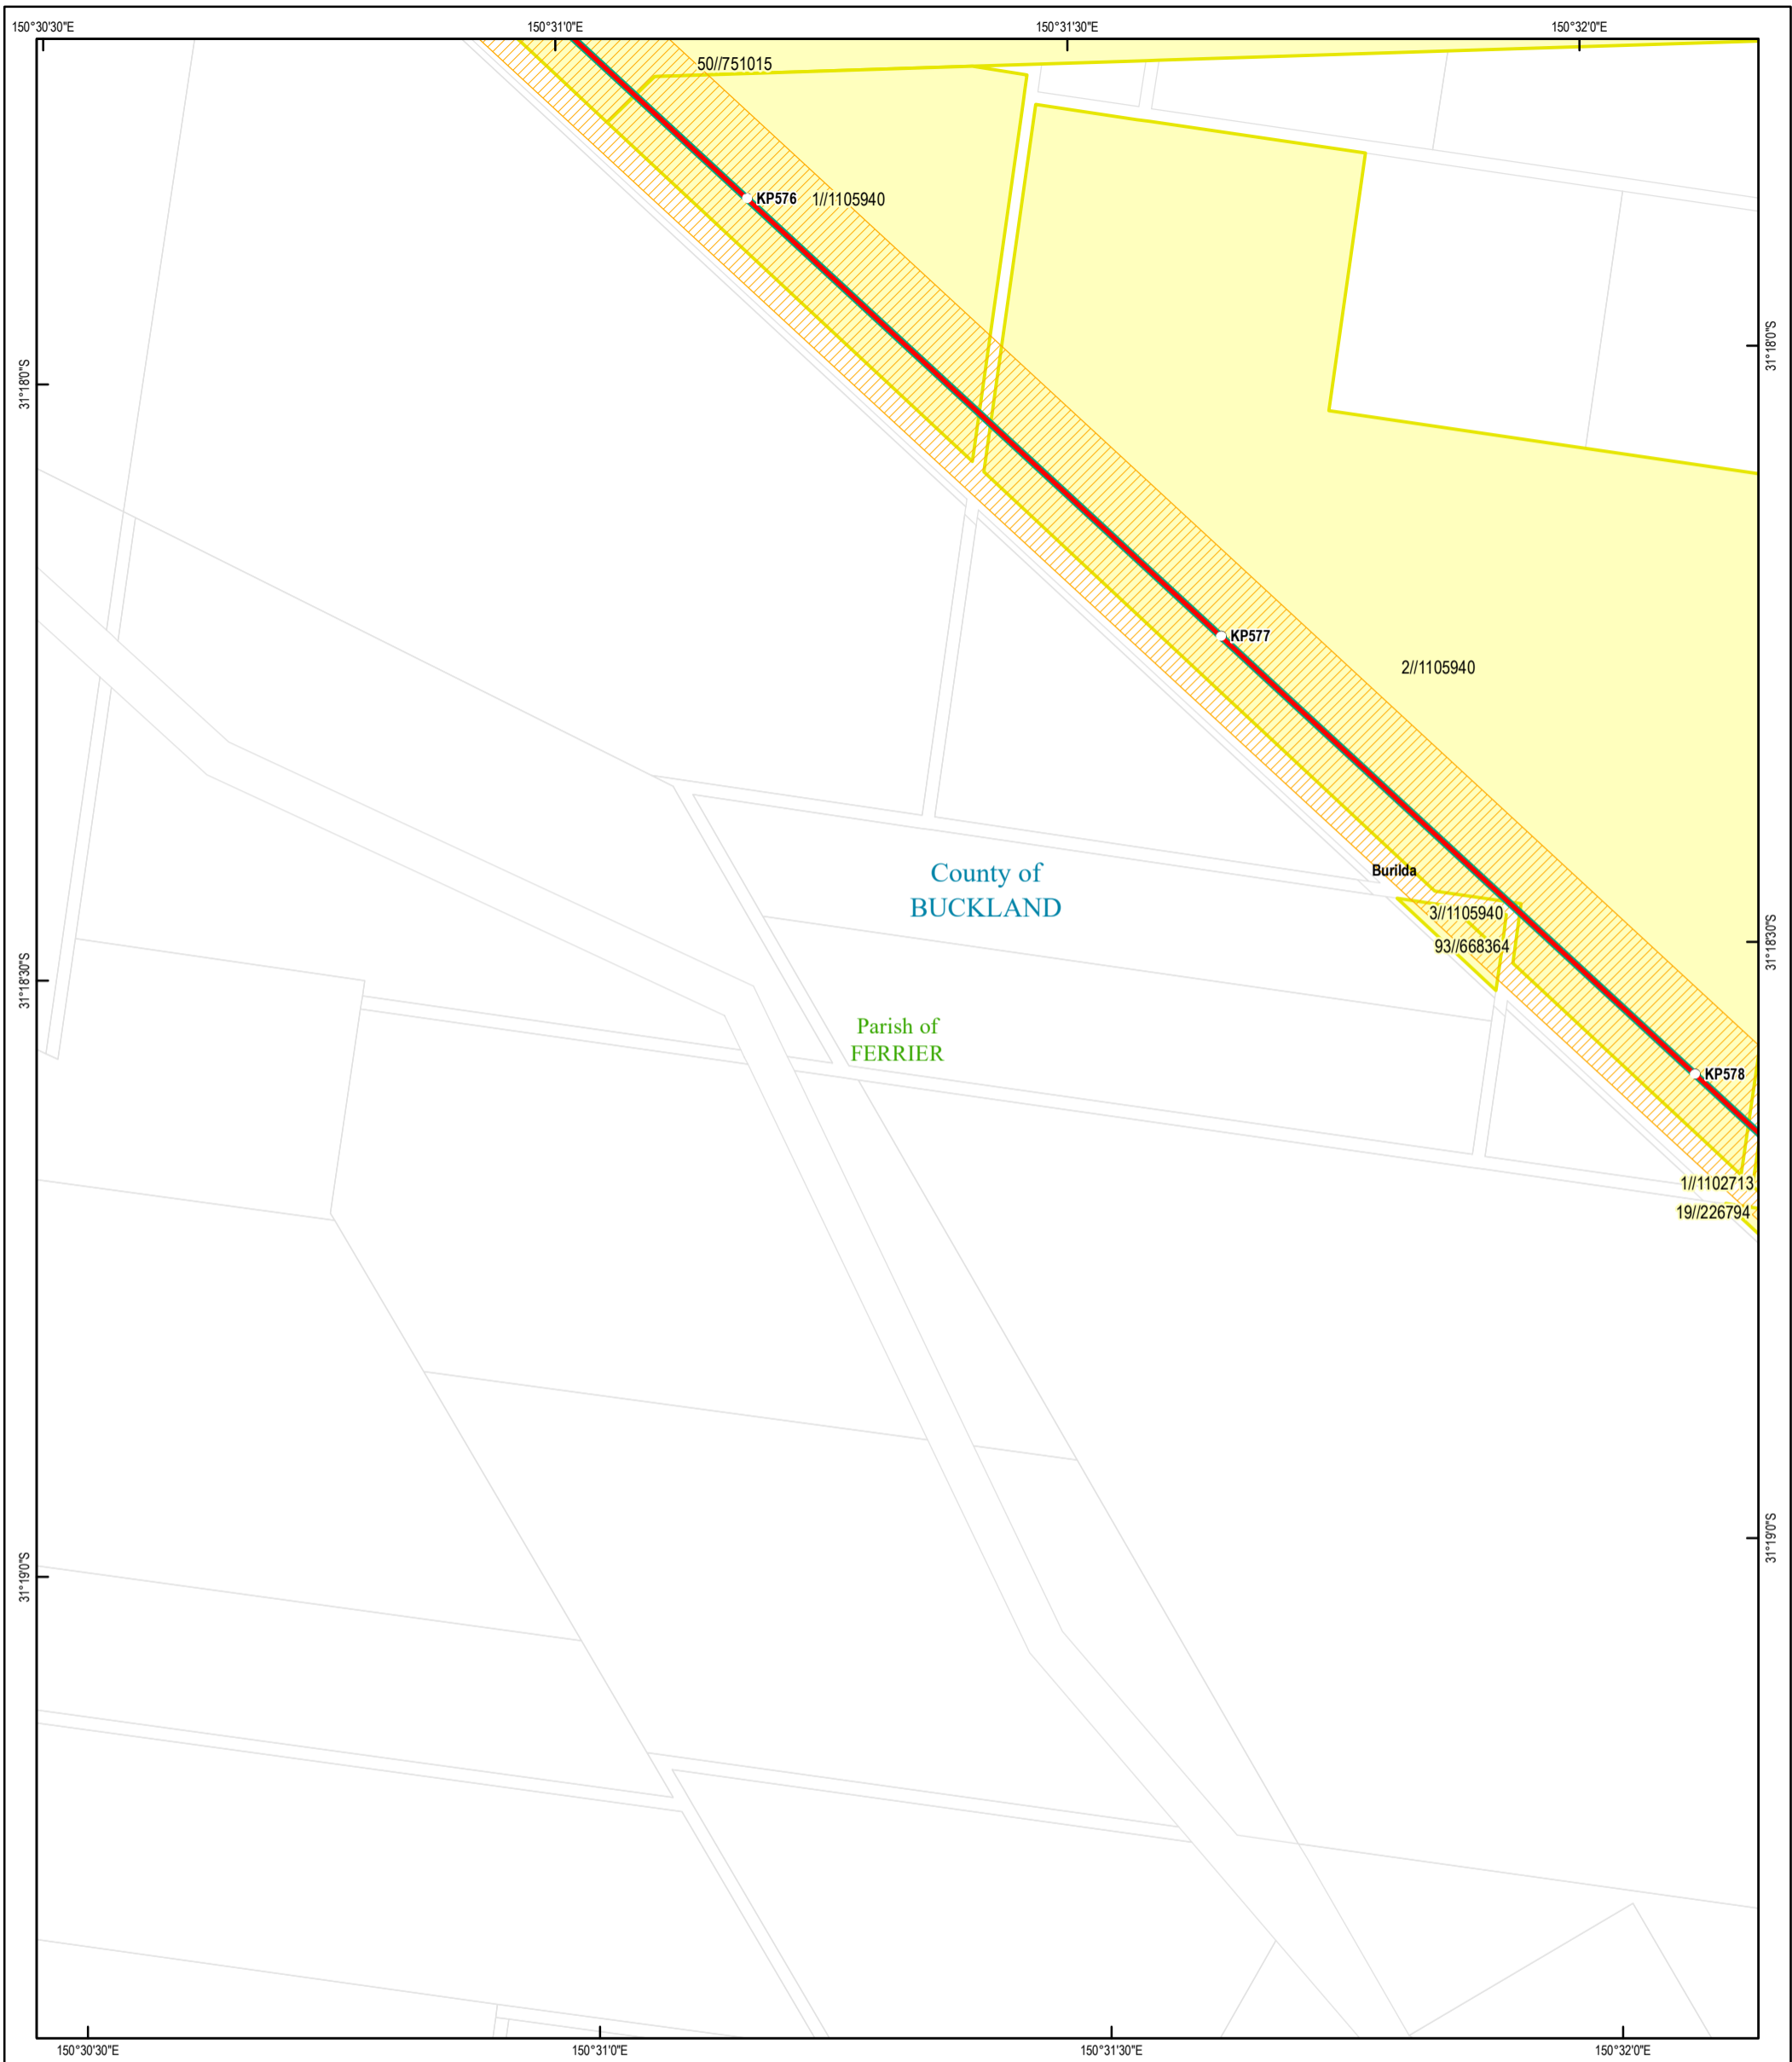 150°30'30"E
150°31'0"E
150°31'30"E
150°32'0"E
50//751015
KP576
1//1105940
31°18'0"S
31°18'0"S
KP577
2//1105940
Burilda
County of
BUCKLAND
3//1105940
93//668364
31°18'30"S
31°18'30"S
Parish of
FERRIER
KP578
1//1102713
19//226794
31°19'0"S
31°19'0"S
150°30'30"E
150°31'0"E
150°31'30"E
150°32'0"E